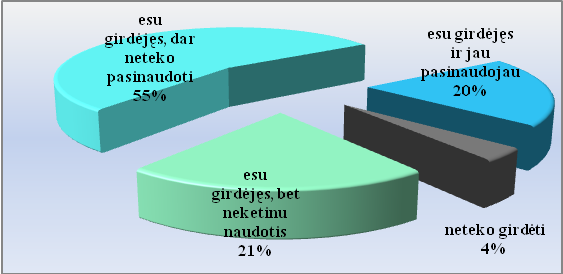 esu
girdėjęs, dar
neteko
pasinaudoti
55%
esu girdėjęs
ir jau
pasinaudojau
20%
esu
girdėjęs, bet
neketinu
naudotis
21%
neteko girdėti
4%